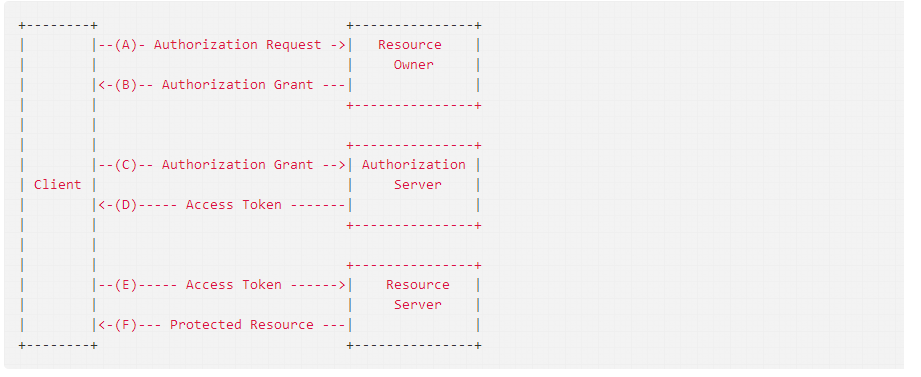 +--------+                               +---------------+
|        |--(A)- Authorization Request ->|   Resource    |
|        |                               |     Owner     |
|        |<-(B)-- Authorization Grant ---|               |
|        |                               +---------------+
|        |
|        |                               +---------------+
|        |--(C)-- Authorization Grant -->| Authorization |
| Client |                               |     Server    |
|        |<-(D)----- Access Token -------|               |
|        |                               +---------------+
|        |
|        |                               +---------------+
|        |--(E)----- Access Token ------>|    Resource   |
|        |                               |     Server    |
|        |<-(F)--- Protected Resource ---|               |
+--------+                               +---------------+